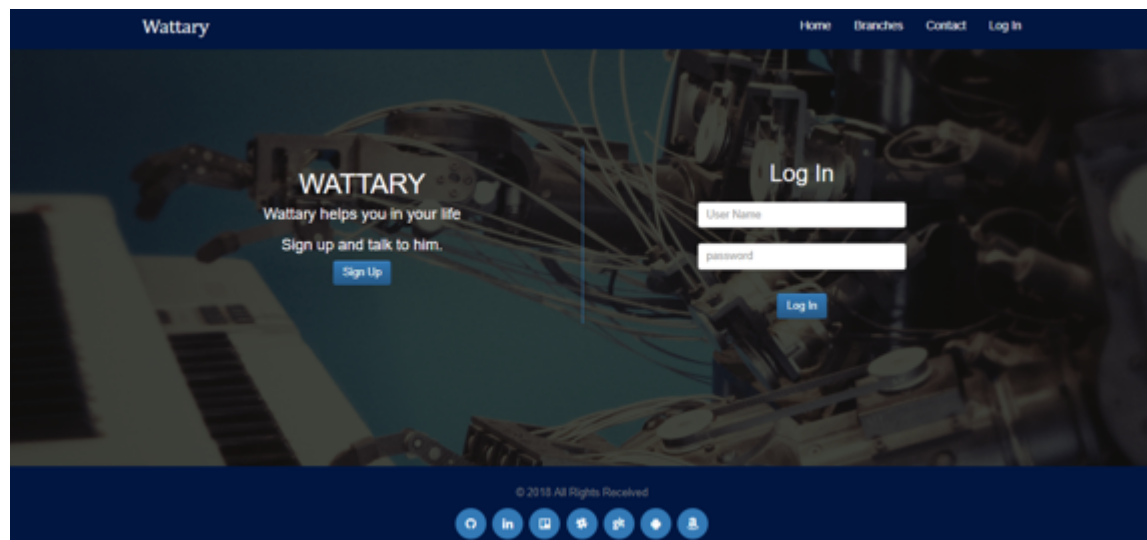 Wattary
Home Branches Contact Log In
WATTARY
Wattary helps you in your life
Sign up and talk to him.
Sign Up
Log In
User Name
password
Log In
© 2018 All Rights Received
in